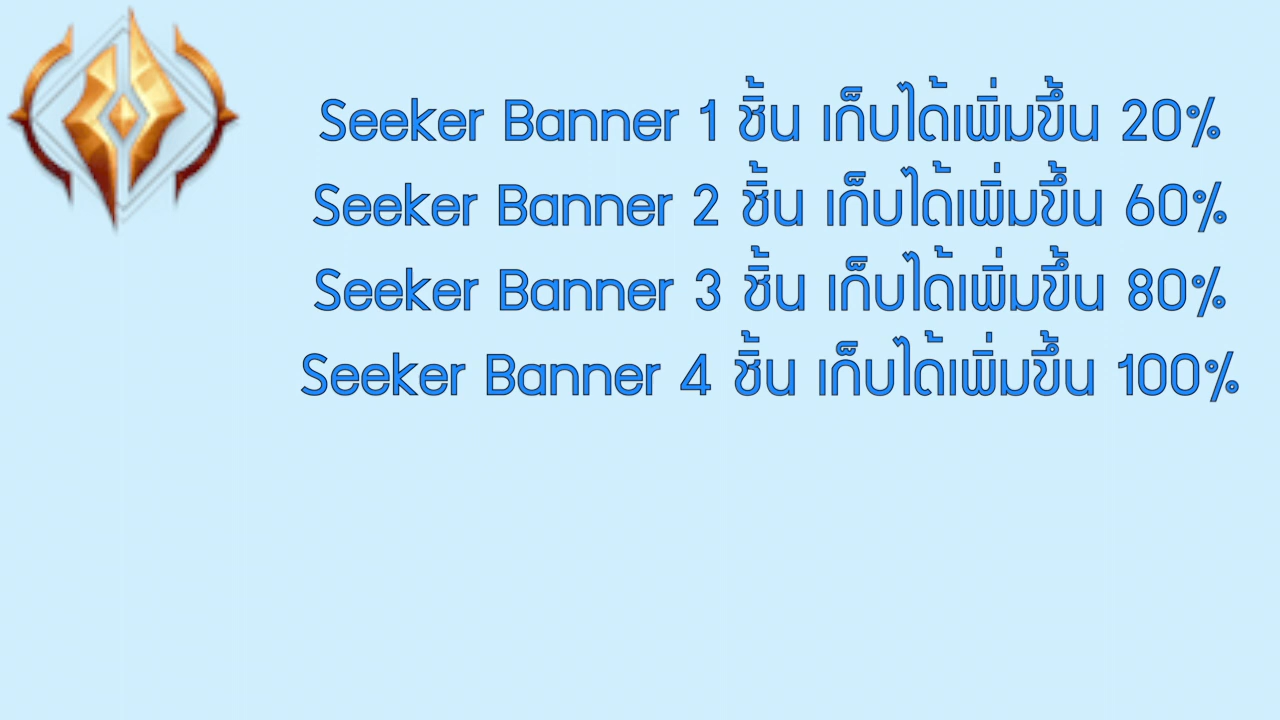 Seeker Banner 1 ชิ้น เก็บได้เพิ่มขึ้น 20%
Seeker Banner 2 ชิ้น เก็บได้เพิ่มขึ้น 60%
Seeker Banner 3 ชิ้น เก็บได้เพิ่มขึ้น 80%
Seeker Banner 4 ชิ้น เก็บได้เพิ่มขึ้น 100%